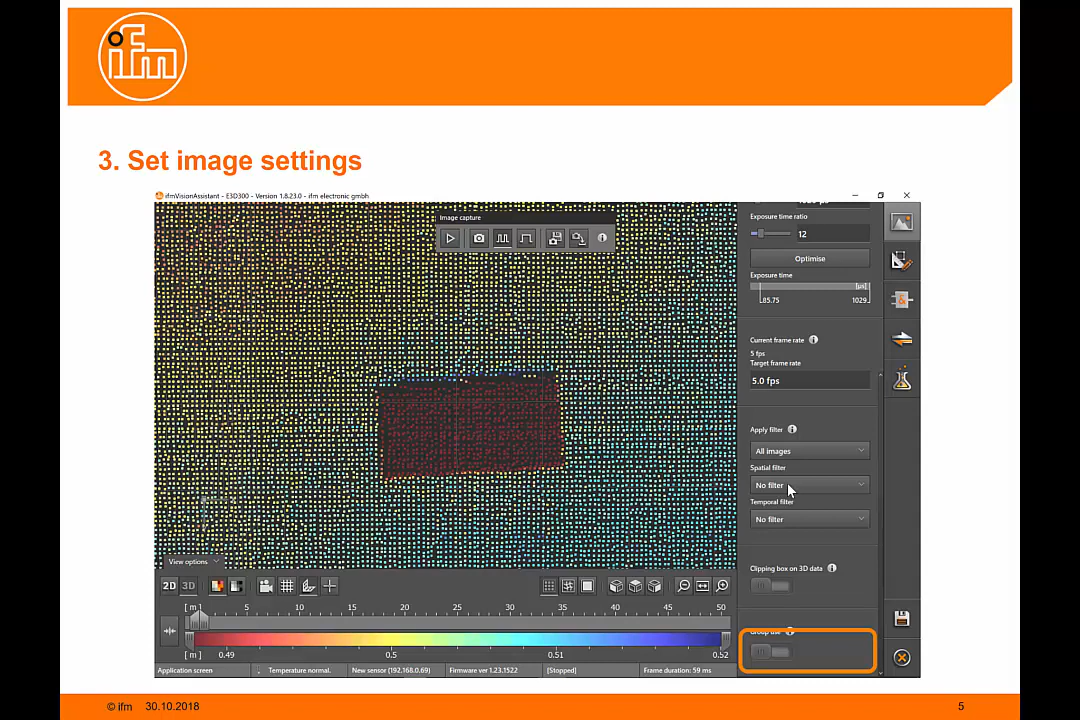 ifm
3. Set image settings
ifmVisionAssistant - E3D300 - Version 1.8.23.0 - ifm electronic gmbh
Image capture
Exposure time ratio
12
Optimise
Exposure time
[µs]
85.75 1029
Current frame rate
5 fps
Target frame rate
5.0 fps
Apply filter
All images
Spatial filter
No filter
Temporal filter
No filter
Clipping box on 3D data
Group use
View options
2D 3D
[ m ] 5 10 15 20 25 30 35 40 45 50
[ m ] 0.49 0.5 0.51 0.52
Application screen Temperature normal. New sensor (192.168.0.69) Firmware ver 1.23.1522 [Stopped] Frame duration: 59 ms
© ifm 30.10.2018 5